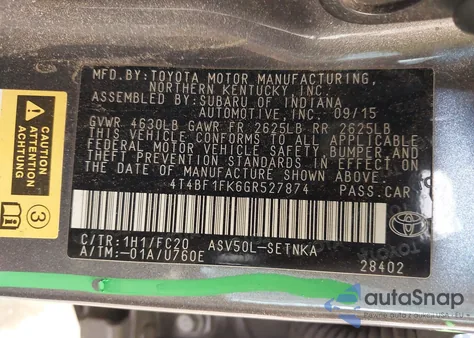 MFD. BY: TOYOTA MOTOR MANUFACTURING,
NORTHERN KENTUCKY, INC.
ASSEMBLED BY: SUBARU OF INDIANA
AUTOMOTIVE, INC. 09/15
GVWR 4630LB GAWR FR 2625LB RR 2625LB
THIS VEHICLE CONFORMS TO ALL APPLICABLE
FEDERAL MOTOR VEHICLE SAFETY, BUMPER AND
THEFT PREVENTION STANDARDS IN EFFECT ON
THE DATE OF MANUFACTURE SHOWN ABOVE.
4T4BF1FK6GR527874 PASS.CAR
C/TR:1H1/FC20 ASV50L-SETNKA
A/TM:-01A/U760E
28402
TOYOTA
ATTENTION
ACHTUNG
3
autoSnap